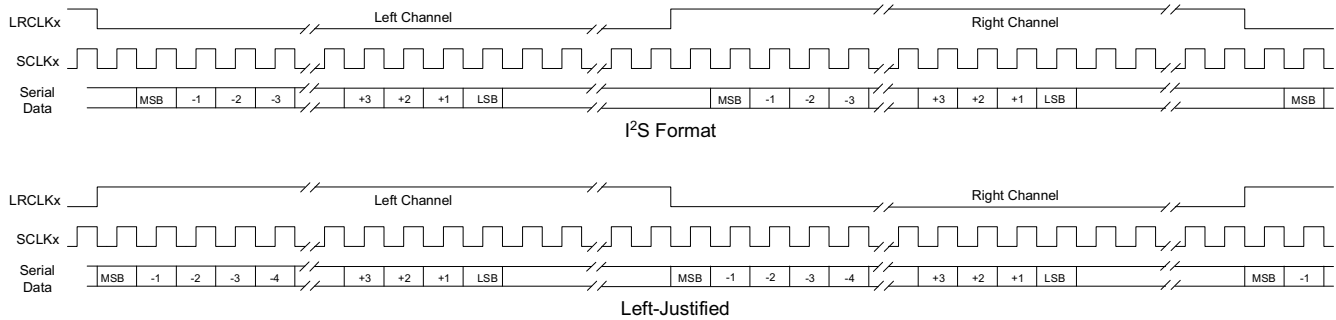 Left Channel
LRCLKx
Right Channel
SCLKx
Serial
Data
MSB -1 -2 -3 +3 +2 +1 LSB MSB -1 -2 -3 +3 +2 +1 LSB MSB
I²S Format
LRCLKx
Left Channel
Right Channel
SCLKx
Serial
Data
MSB -1 -2 -3 -4 +3 +2 +1 LSB MSB -1 -2 -3 -4 +3 +2 +1 LSB MSB -1
Left-Justified